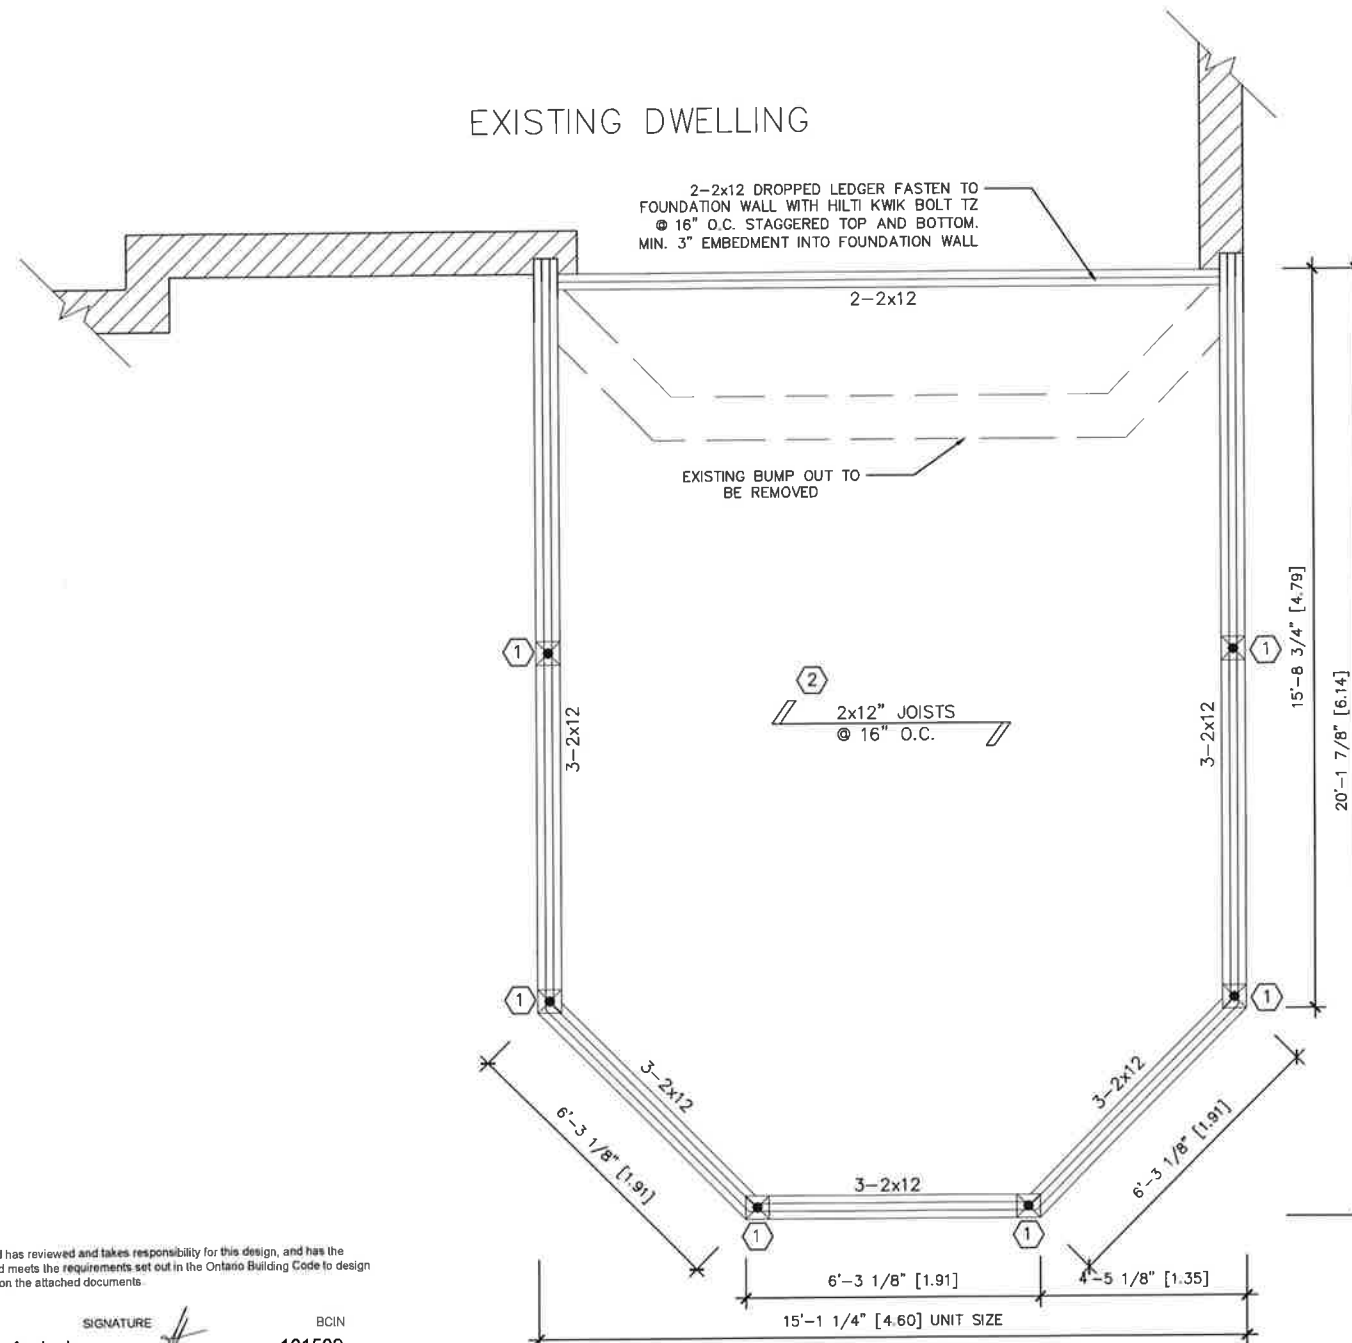 EXISTING DWELLING
2-2x12 DROPPED LEDGER FASTEN TO
FOUNDATION WALL WITH HILTI KWIK BOLT TZ
@ 16" O.C. STAGGERED TOP AND BOTTOM.
MIN. 3" EMBEDMENT INTO FOUNDATION WALL
2-2x12
EXISTING BUMP OUT TO
BE REMOVED
15'-8 3/4" [4.79]
20'-1 7/8" [6.14]
1
1
2
2x12" JOISTS
@ 16" O.C.
3-2x12
3-2x12
1
1
3-2x12
3-2x12
6'-3 1/8" [1.91]
6'-3 1/8" [1.91]
3-2x12
1
1
6'-3 1/8" [1.91]
4'-5 1/8" [1.35]
15'-1 1/4" [4.60] UNIT SIZE
has reviewed and takes responsibility for this design, and has the
meets the requirements set out in the Ontario Building Code to design
on the attached documents.
SIGNATURE
BCIN